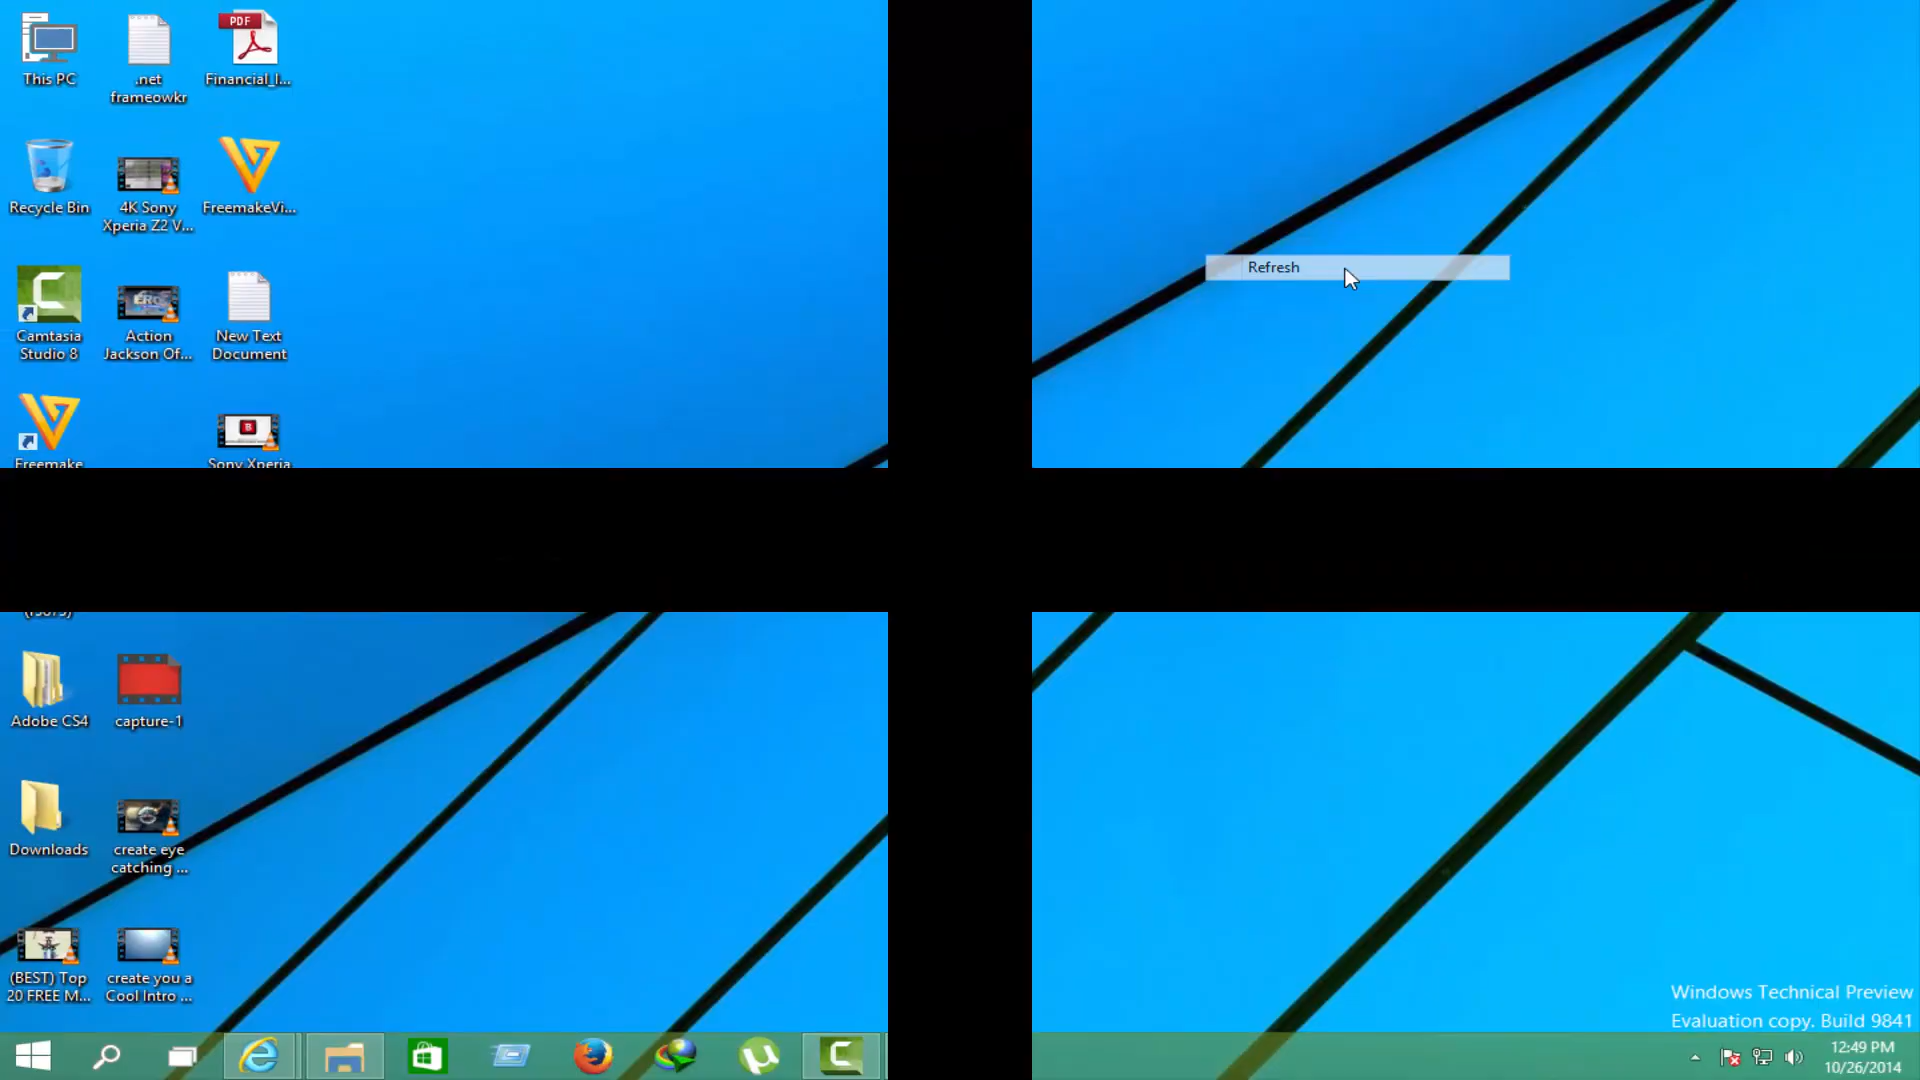 This PC
.net
frameowkr
PDF
Financial_I...
Recycle Bin
4K Sony
Xperia Z2 V...
FreemakeVi...
Camtasia
Studio 8
Action
Jackson Of...
New Text
Document
Freemake
Sony Xperia
Refresh
Adobe CS4
capture-1
Downloads
create eye
catching ...
(BEST) Top
20 FREE M...
create you a
Cool Intro ...
Windows Technical Preview
Evaluation copy. Build 9841
12:49 PM
10/26/2014